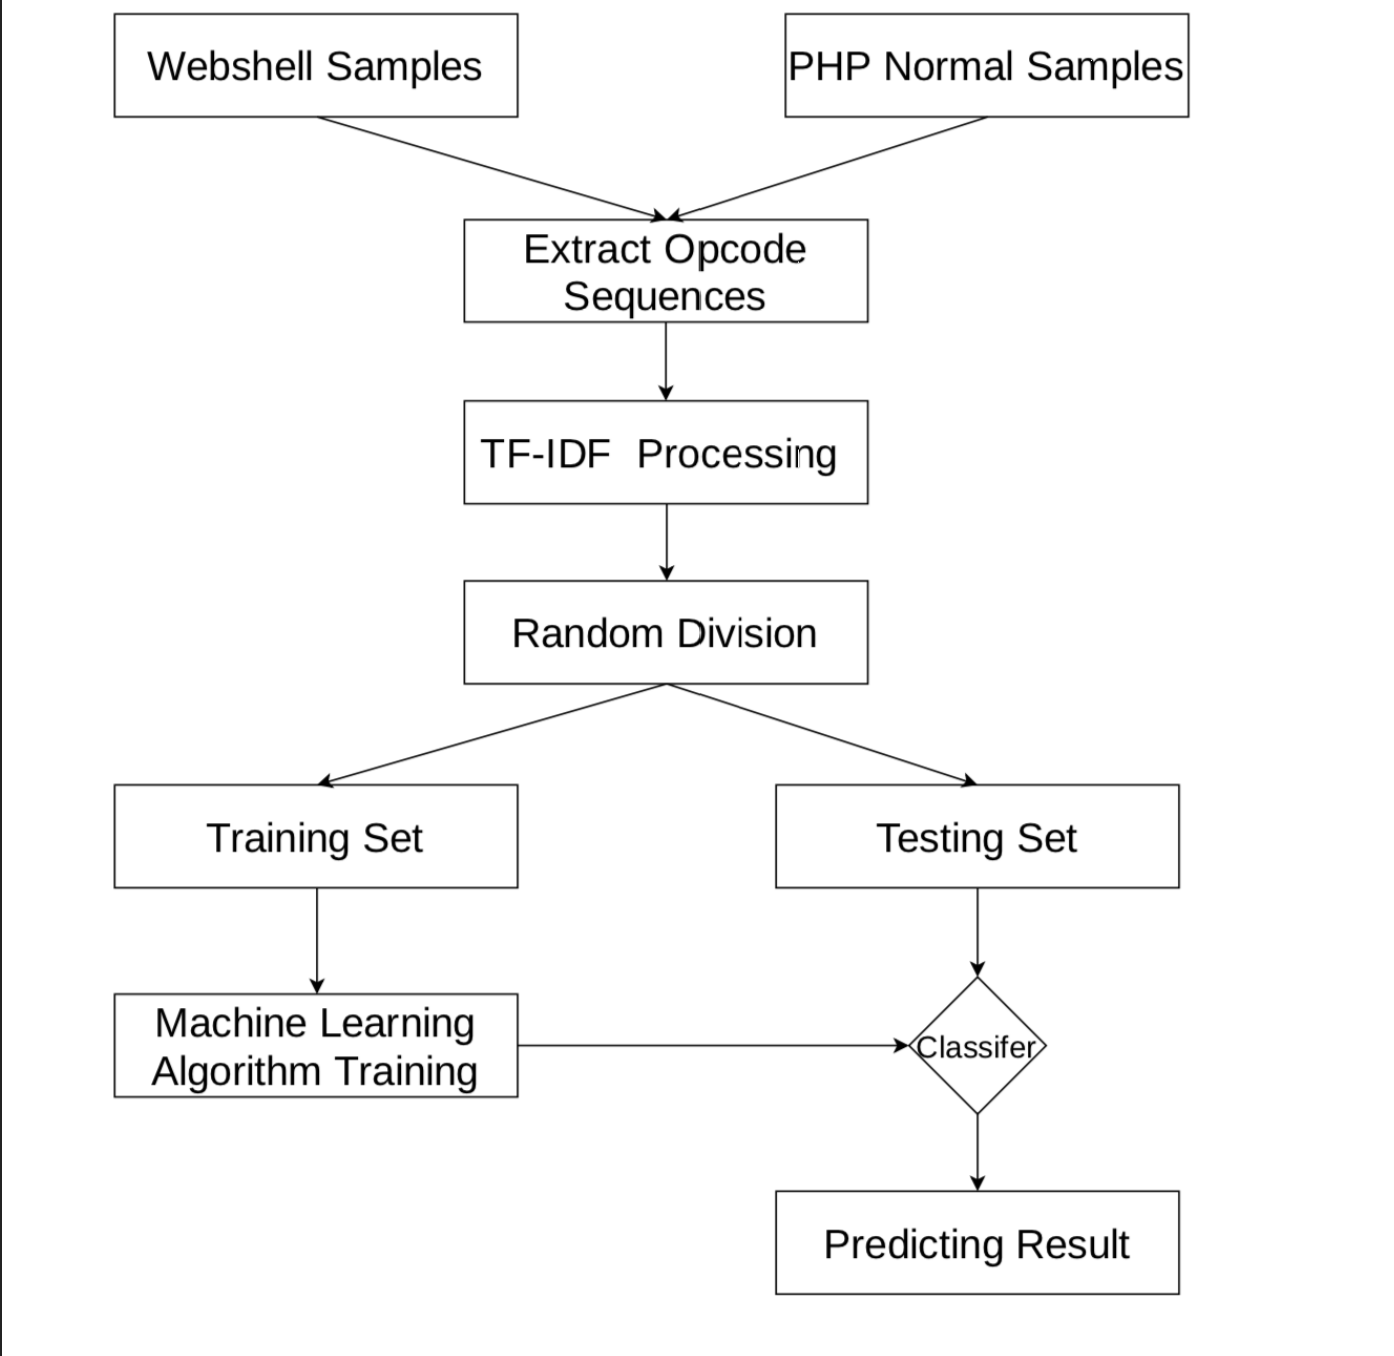 Webshell Samples
PHP Normal Samples
Extract Opcode
Sequences
TF-IDF Processing
Random Division
Training Set
Testing Set
Machine Learning
Algorithm Training
Classifer
Predicting Result